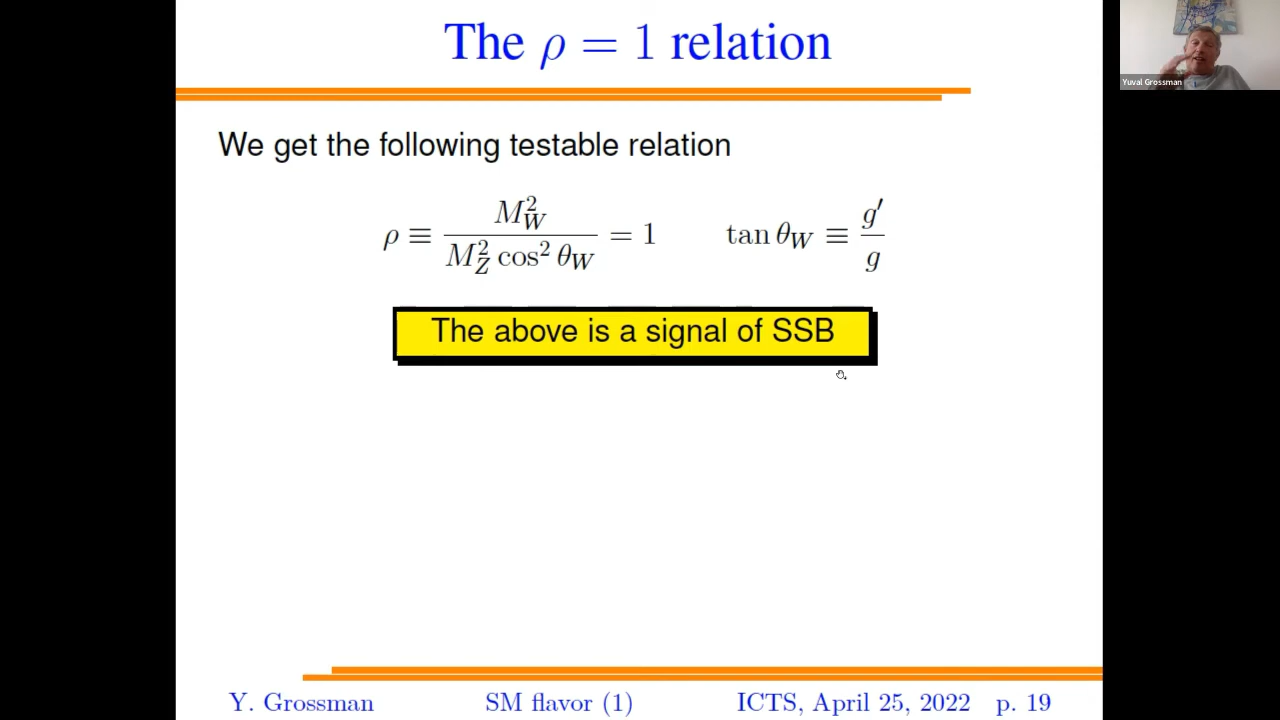 The ρ = 1 relation
Yuval Grossman
We get the following testable relation
ρ ≡ M_W^2 / (M_Z^2 cos^2 θ_W) = 1    tan θ_W ≡ g′ / g
The above is a signal of SSB
Y. Grossman    SM flavor (1)    ICTS, April 25, 2022    p. 19